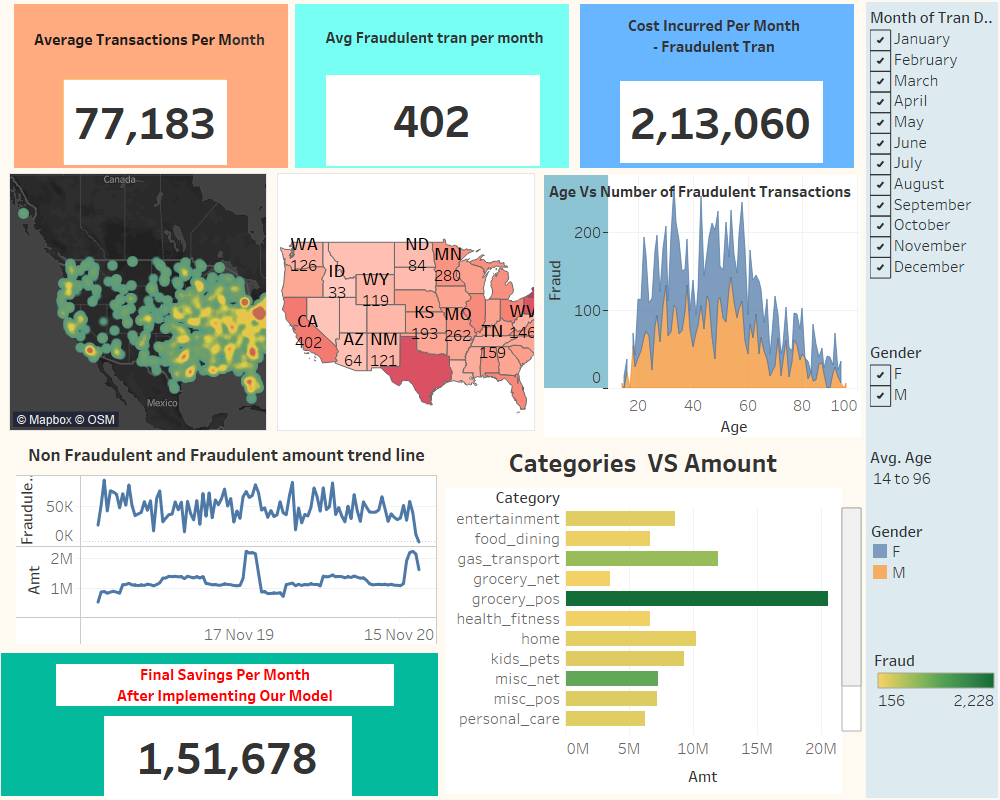 Average Transactions Per Month
77,183
Avg Fraudulent tran per month
402
Cost Incurred Per Month
- Fraudulent Tran
2,13,060
Month of Tran D..
January
February
March
April
May
June
July
August
September
October
November
December
Canada
Mexico
© Mapbox © OSM
WA
126
ND
84
MN
280
ID
33
WY
119
CA
402
KS
193
MO
262
WV
146
AZ
64
NM
121
TN
159
Age Vs Number of Fraudulent Transactions
Fraud
200
100
0
20 40 60 80 100
Age
Gender
F
M
Avg. Age
14 to 96
Gender
F
M
Fraud
156 2,228
Non Fraudulent and Fraudulent amount trend line
Fraudule..
50K
0K
Amt
2M
1M
17 Nov 19 15 Nov 20
Categories VS Amount
Category
entertainment
food_dining
gas_transport
grocery_net
grocery_pos
health_fitness
home
kids_pets
misc_net
misc_pos
personal_care
0M 5M 10M 15M 20M
Amt
Final Savings Per Month
After Implementing Our Model
1,51,678